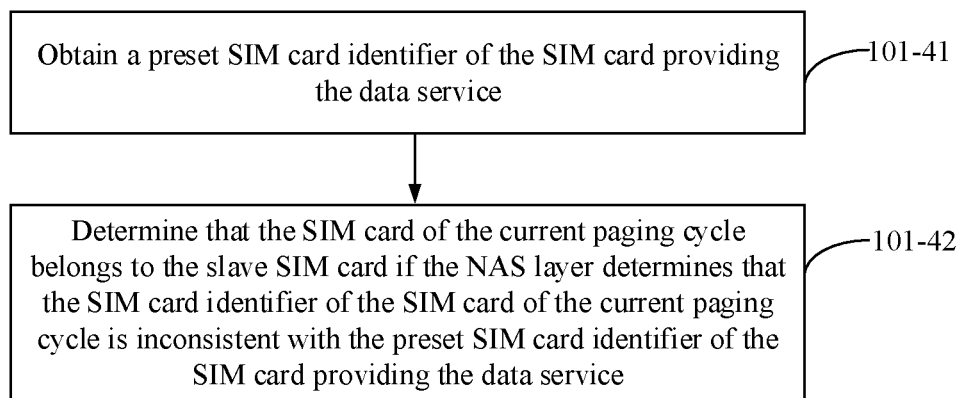 Obtain a preset SIM card identifier of the SIM card providing
the data service
101-41
Determine that the SIM card of the current paging cycle
belongs to the slave SIM card if the NAS layer determines that
the SIM card identifier of the SIM card of the current paging
cycle is inconsistent with the preset SIM card identifier of the
SIM card providing the data service
101-42